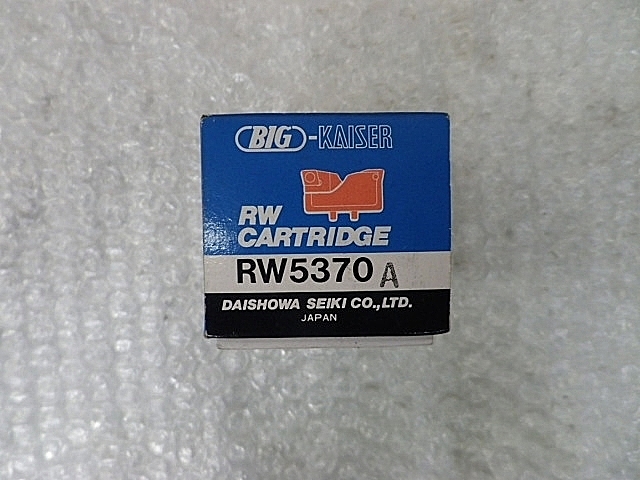 BIG-KAISER
RW
CARTRIDGE
RW5370 A
DAISHOWA SEIKI CO.,LTD.
JAPAN